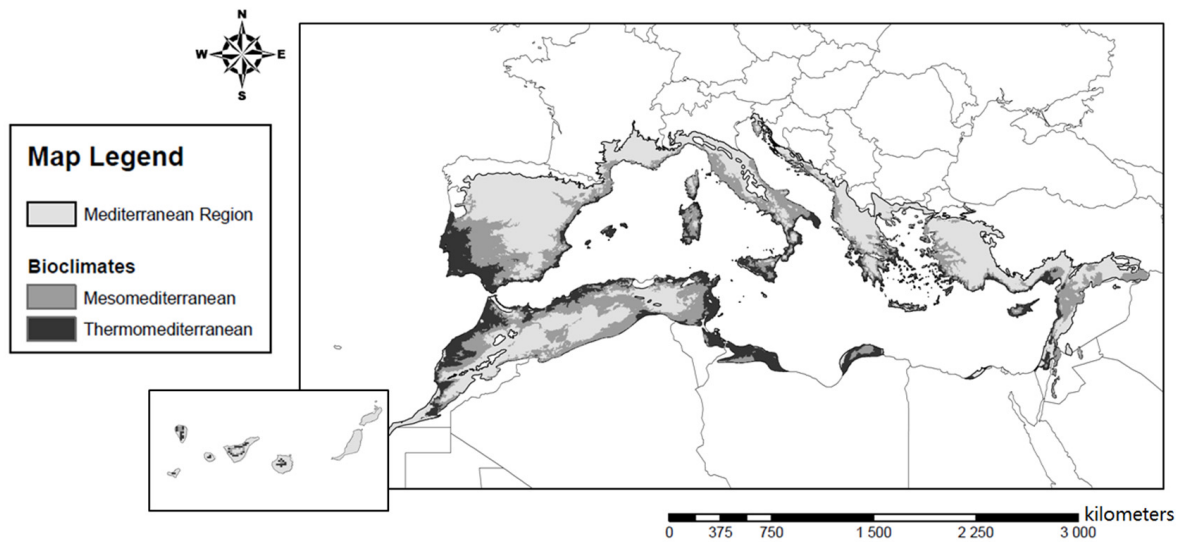 N
W E
S
Map Legend
Mediterranean Region
Bioclimates
Mesomediterranean
Thermomediterranean
kilometers
0 375 750 1 500 2 250 3 000